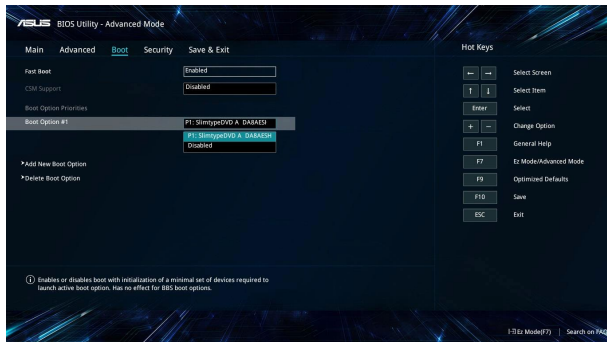 ASUS BIOS Utility - Advanced Mode
Main Advanced Boot Security Save & Exit
Hot Keys
Fast Boot Enabled
CSM Support Disabled
Boot Option Priorities
Boot Option #1 P1: SlimtypeDVD A DA8AESI
P1: SlimtypeDVD A DA8AESH
Disabled
Add New Boot Option
Delete Boot Option
← → Select Screen
↑ ↓ Select Item
Enter Select
+ − Change Option
F1 General Help
F7 Ez Mode/Advanced Mode
F9 Optimized Defaults
F10 Save
ESC Exit
Enables or disables boot with initialization of a minimal set of devices required to
launch active boot option. Has no effect for BBS boot options.
Ez Mode(F7) | Search on FAQ